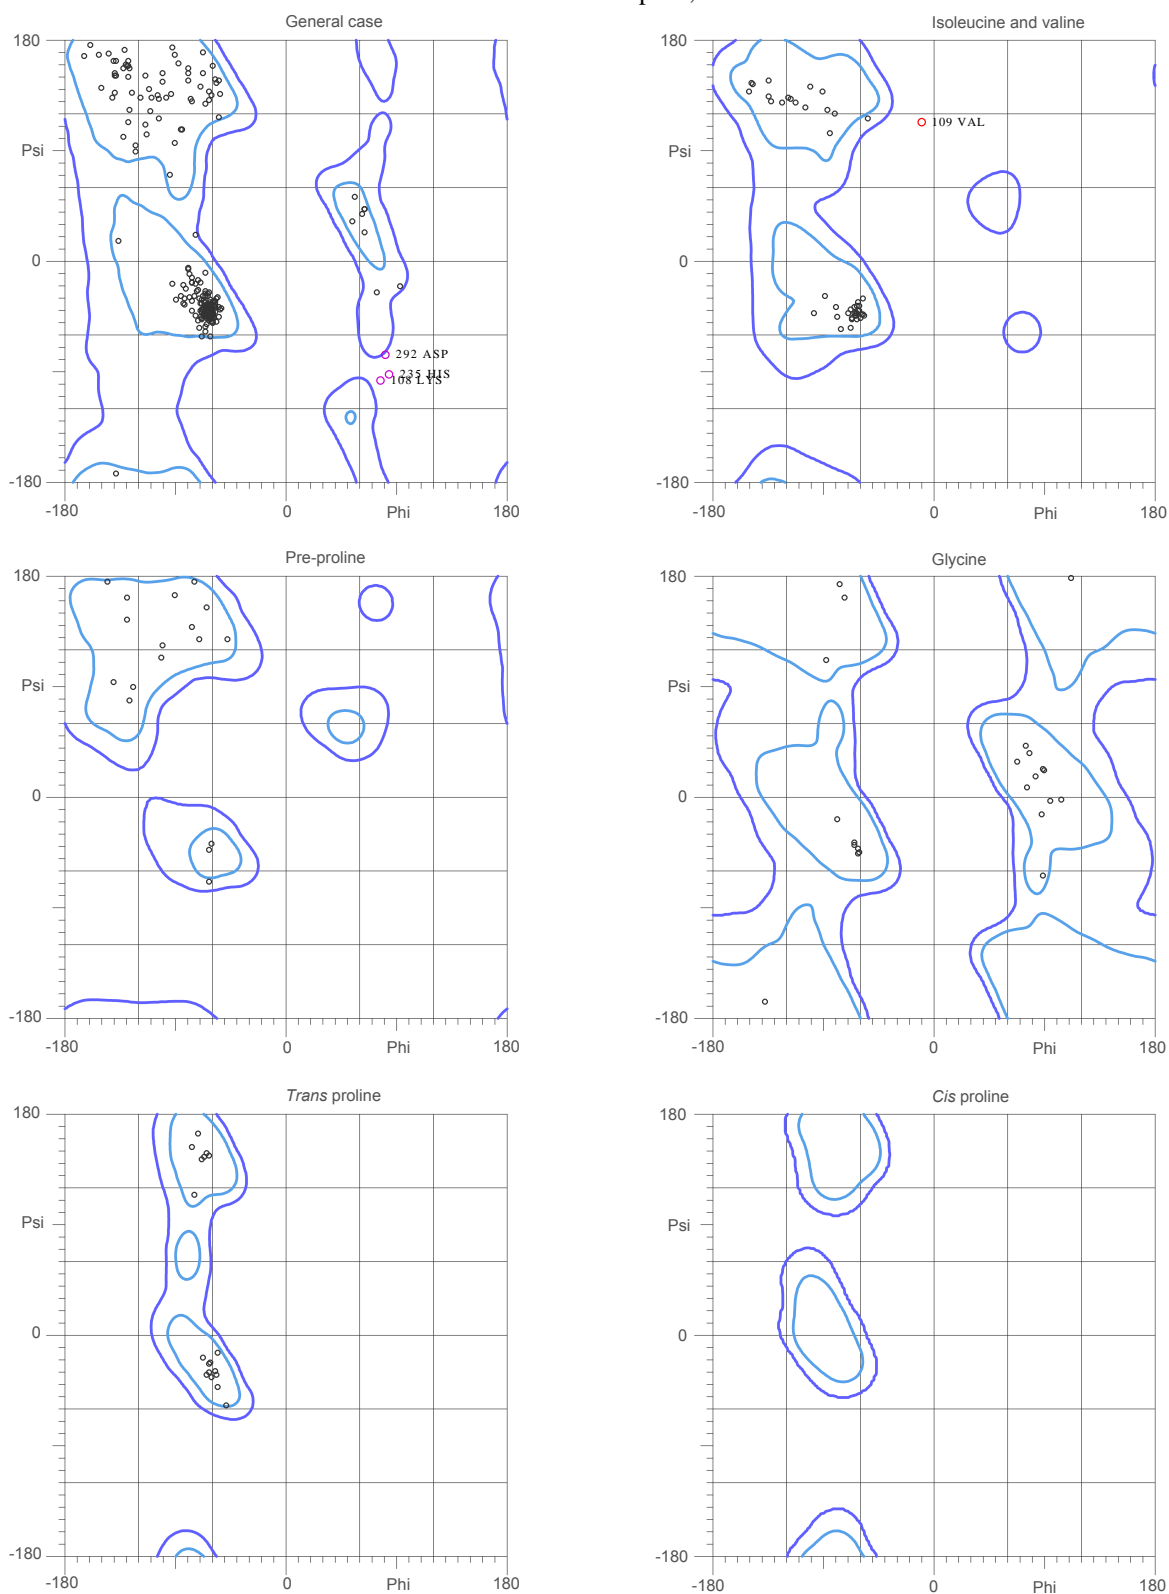 General case
Isoleucine and valine
180
180
109 VAL
Psi
Psi
0
0
292 ASP
235 HIS
108 LYS
-180
-180
-180
0
Phi
180
-180
0
Phi
180
Pre-proline
Glycine
180
180
Psi
Psi
0
0
-180
-180
-180
0
Phi
180
-180
0
Phi
180
Trans proline
Cis proline
180
180
Psi
Psi
0
0
-180
-180
-180
0
Phi
180
-180
0
Phi
180